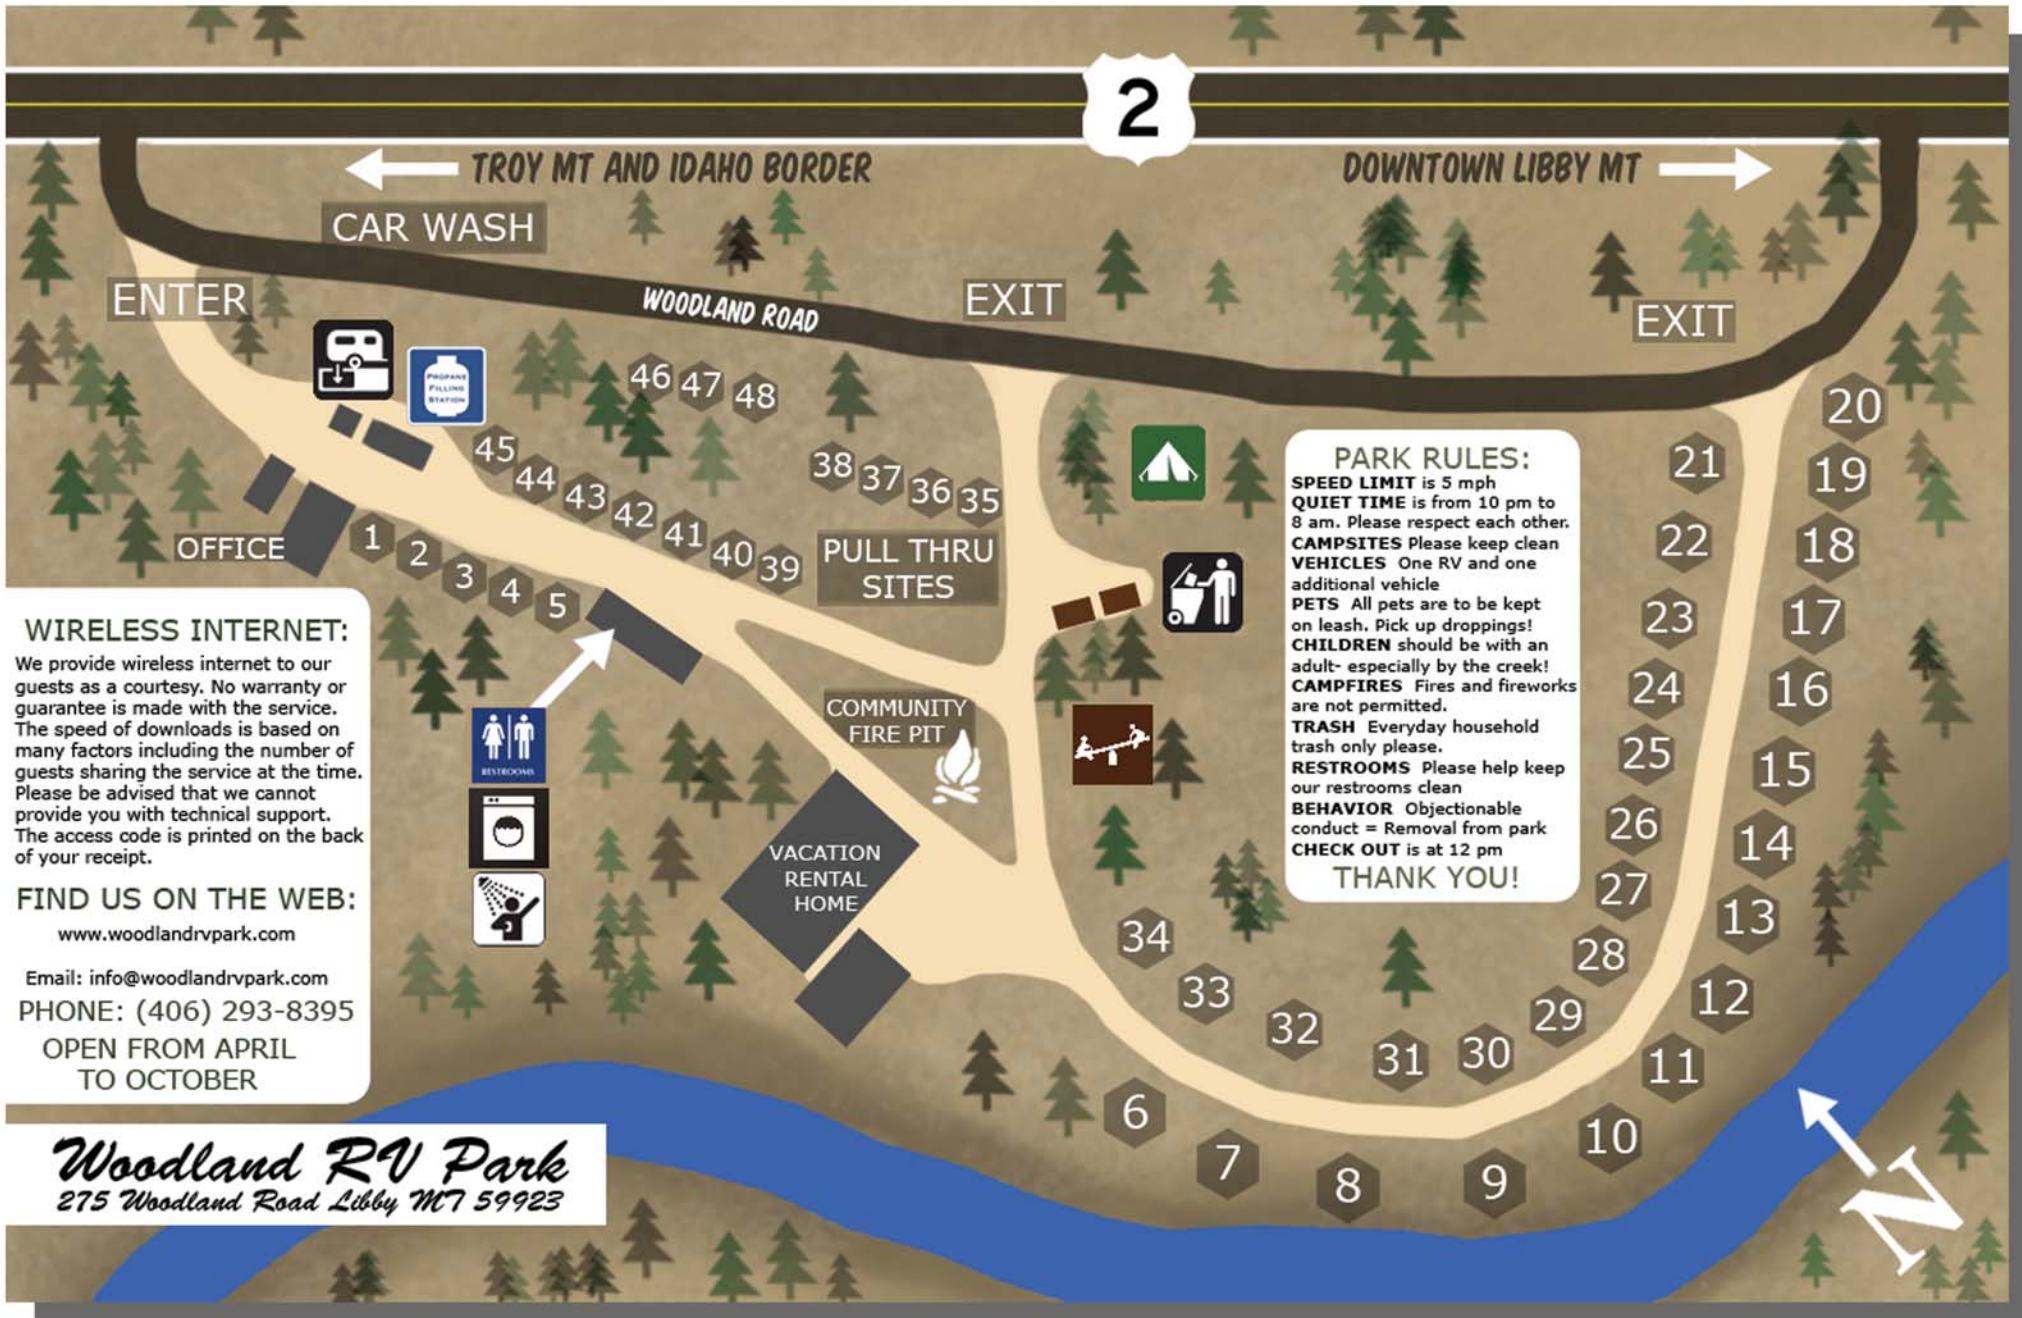 2
TROY MT AND IDAHO BORDER
DOWNTOWN LIBBY MT
CAR WASH
ENTER
WOODLAND ROAD
EXIT
EXIT
PROPANE
FILLING
STATION
46 47 48
45
44
43
42
41
40
39
38 37 36 35
PULL THRU
SITES
OFFICE
1
2
3
4
5
20
21
19
22
18
23
17
24
16
25
15
26
14
27
13
34
28
33
12
32
29
31
30
11
6
10
7
8
9
COMMUNITY
FIRE PIT
RESTROOMS
VACATION
RENTAL
HOME
PARK RULES:
SPEED LIMIT is 5 mph
QUIET TIME is from 10 pm to
8 am. Please respect each other.
CAMPSITES Please keep clean
VEHICLES One RV and one
additional vehicle
PETS All pets are to be kept
on leash. Pick up droppings!
CHILDREN should be with an
adult- especially by the creek!
CAMPFIRES Fires and fireworks
are not permitted.
TRASH Everyday household
trash only please.
RESTROOMS Please help keep
our restrooms clean
BEHAVIOR Objectionable
conduct = Removal from park
CHECK OUT is at 12 pm
THANK YOU!
WIRELESS INTERNET:
We provide wireless internet to our
guests as a courtesy. No warranty or
guarantee is made with the service.
The speed of downloads is based on
many factors including the number of
guests sharing the service at the time.
Please be advised that we cannot
provide you with technical support.
The access code is printed on the back
of your receipt.
FIND US ON THE WEB:
www.woodlandrvpark.com
Email: info@woodlandrvpark.com
PHONE: (406) 293-8395
OPEN FROM APRIL
TO OCTOBER
Woodland RV Park
275 Woodland Road Libby MT 59923
N